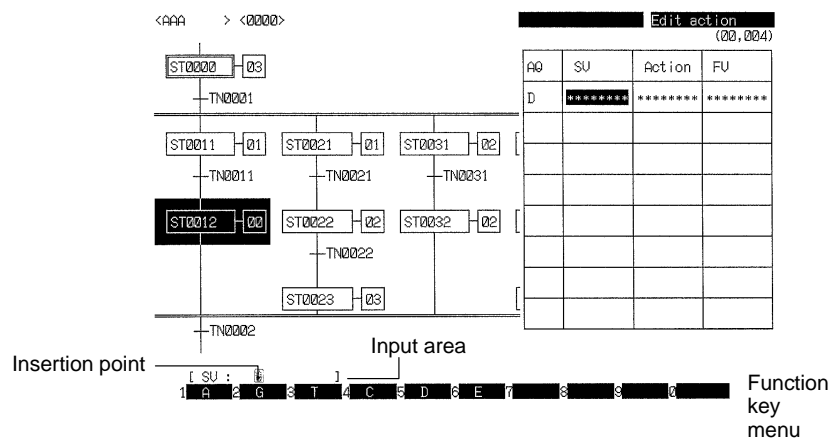 <AAA > <0000>
Edit action
(00,004)
ST0000 03
TN0001
AQ SV Action FV
D ******** ******** ********
ST0011 01 ST0021 01 ST0031 02
TN0011 TN0021 TN0031
ST0012 00 ST0022 02 ST0032 02
TN0022
ST0023 03
TN0002
Input area
Insertion point
[ SV : ]
1 A 2 G 3 T 4 C 5 D 6 E 7 8 9 0
Function
key
menu